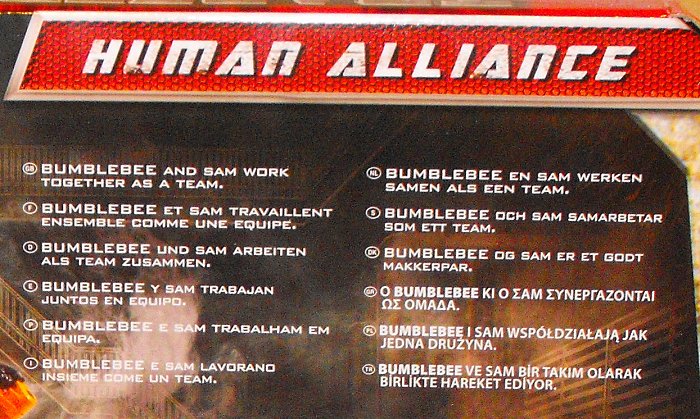 HUMAN ALLIANCE
GB BUMBLEBEE AND SAM WORK
TOGETHER AS A TEAM.
F BUMBLEBEE ET SAM TRAVAILLENT
ENSEMBLE COMME UNE EQUIPE.
D BUMBLEBEE UND SAM ARBEITEN
ALS TEAM ZUSAMMEN.
E BUMBLEBEE Y SAM TRABAJAN
JUNTOS EN EQUIPO.
P BUMBLEBEE E SAM TRABALHAM EM
EQUIPA.
I BUMBLEBEE E SAM LAVORANO
INSIEME COME UN TEAM.
NL BUMBLEBEE EN SAM WERKEN
SAMEN ALS EEN TEAM.
S BUMBLEBEE OCH SAM SAMARBETAR
SOM ETT TEAM.
DK BUMBLEBEE OG SAM ER ET GODT
MAKKERPAR.
GR Ο BUMBLEBEE ΚΙ Ο ΣΑΜ ΣΥΝΕΡΓΑΖΟΝΤΑΙ
ΩΣ ΟΜΑΔΑ.
PL BUMBLEBEE I SAM WSPÓŁDZIAŁAJĄ JAK
JEDNA DRUŻYNA.
TR BUMBLEBEE VE SAM BİR TAKIM OLARAK
BİRLİKTE HAREKET EDİYOR.